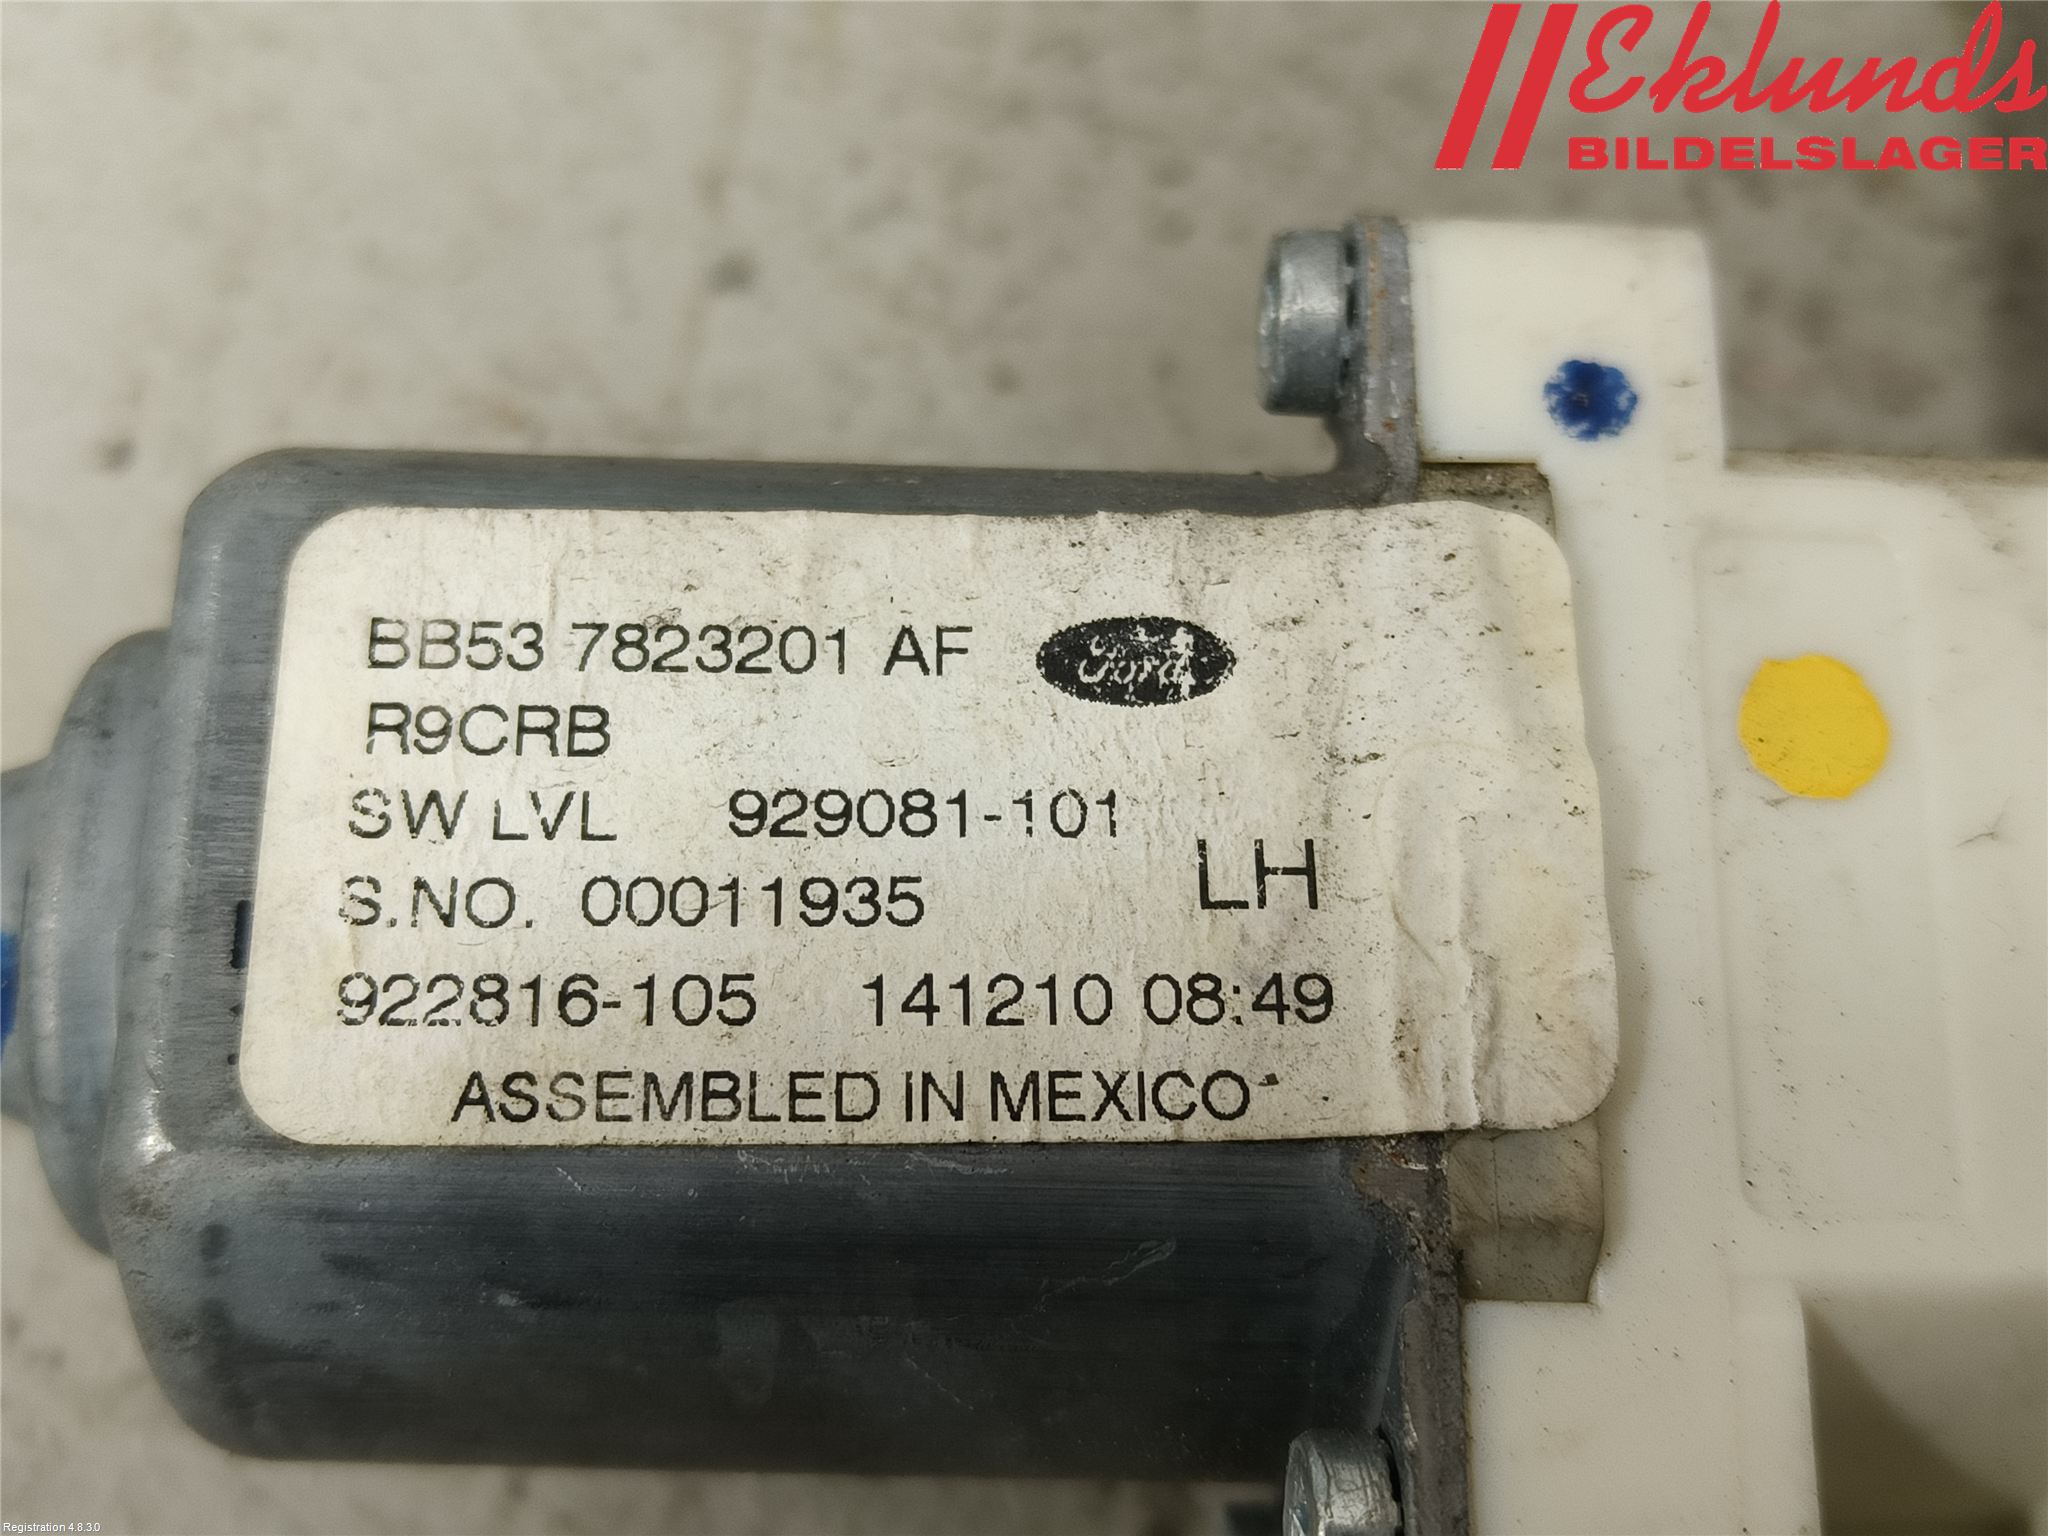 Eklunds
BILDELSLAGER
BB53 7823201 AF
Ford
R9CRB
SW LVL 929081-101
LH
S.NO. 00011935
922816-105 141210 08:49
ASSEMBLED IN MEXICO
Registration 4.8.3.0